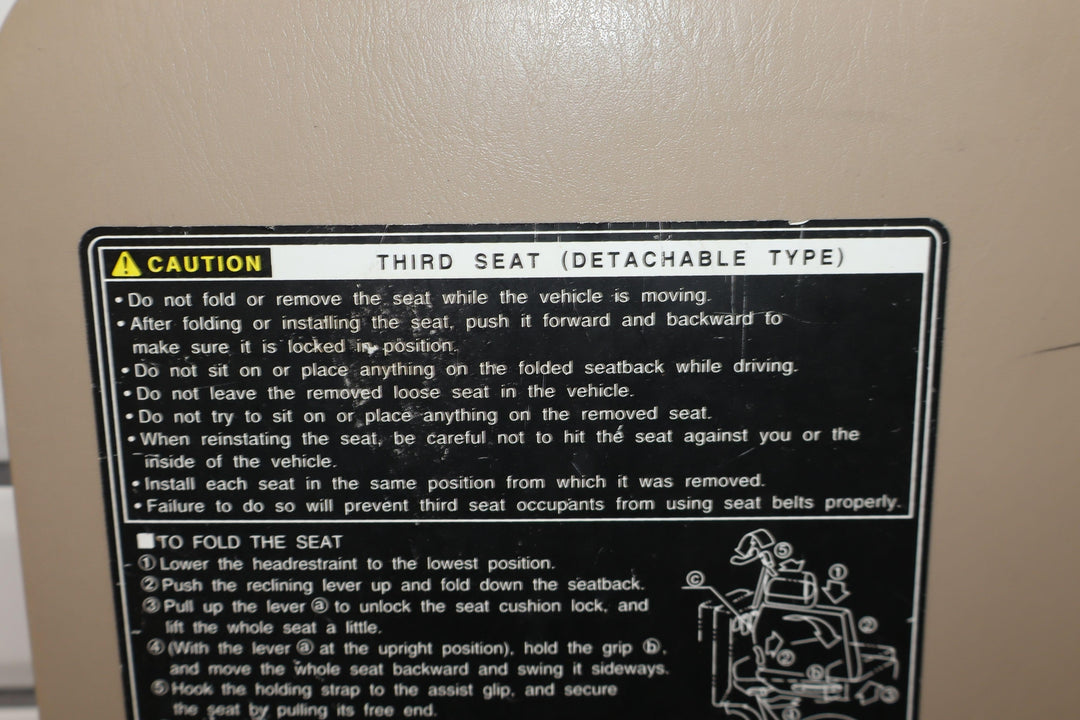 CAUTION THIRD SEAT (DETACHABLE TYPE)
• Do not fold or remove the seat while the vehicle is moving.
• After folding or installing the seat, push it forward and backward to
make sure it is locked in position.
• Do not sit on or place anything on the folded seatback while driving.
• Do not leave the removed loose seat in the vehicle.
• Do not try to sit on or place anything on the removed seat.
• When reinstating the seat, be careful not to hit the seat against you or the
inside of the vehicle.
• Install each seat in the same position from which it was removed.
• Failure to do so will prevent third seat occupants from using seat belts properly.
■TO FOLD THE SEAT
① Lower the headrestraint to the lowest position.
② Push the reclining lever up and fold down the seatback.
③ Pull up the lever ⓐ to unlock the seat cushion lock, and
lift the whole seat a little.
④ (With the lever ⓐ at the upright position), hold the grip ⓑ,
and move the whole seat backward and swing it sideways.
⑤ Hook the holding strap to the assist glip, and secure
the seat by pulling its free end.
⑤
ⓒ
①
②
②
ⓑ
③